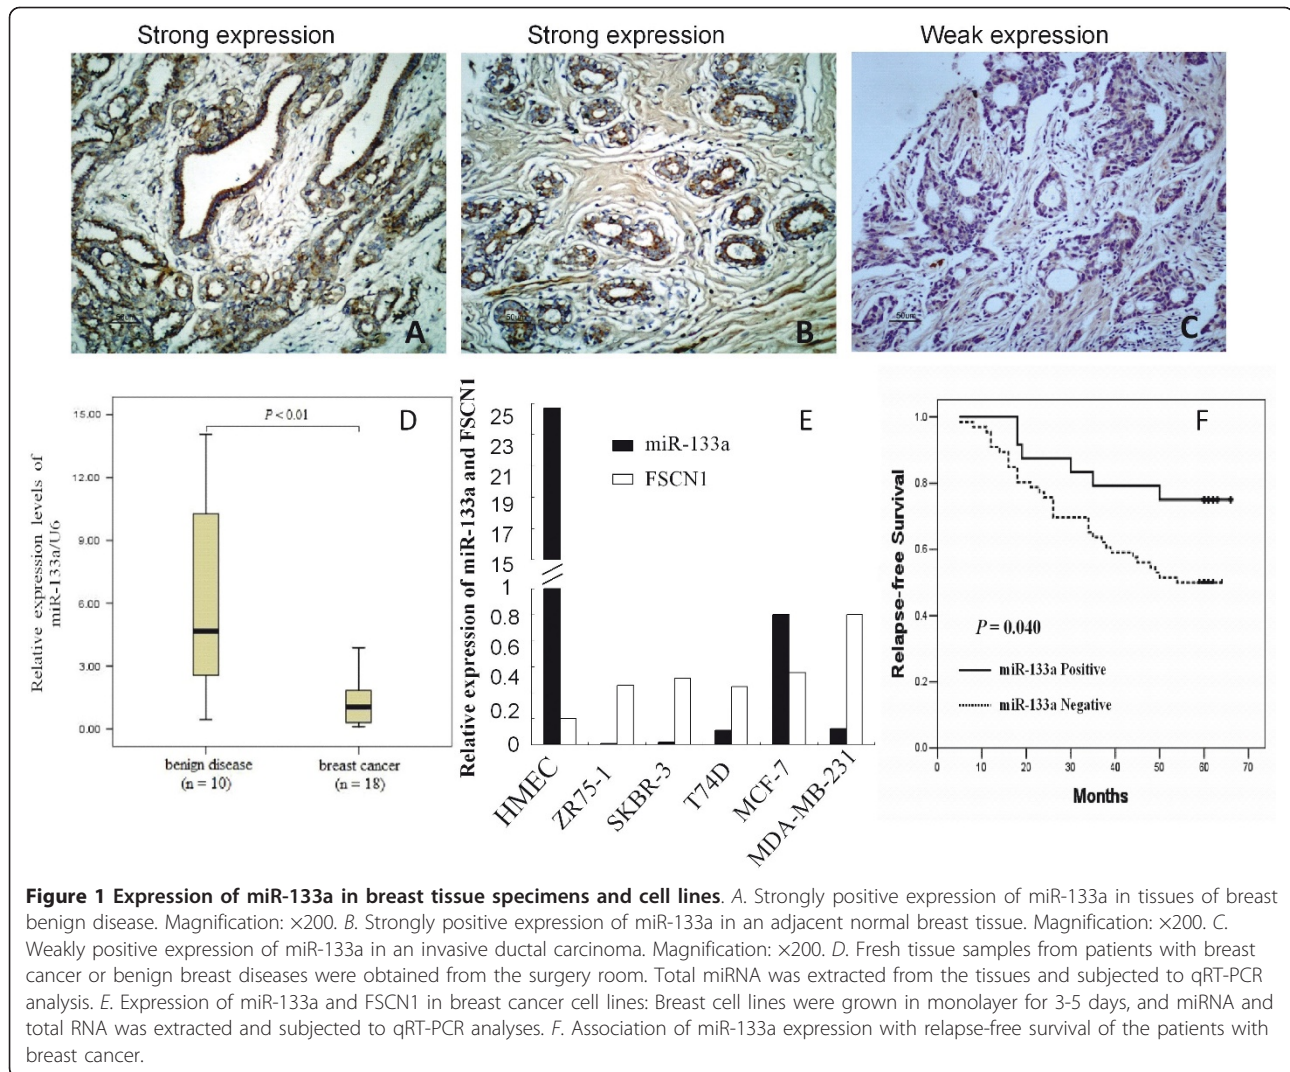 Strong expression
Strong expression
Weak expression
50um
A
50um
B
50um
C
Relative expression levels of
miR-133a/U6
15.00
12.00
9.00
6.00
3.00
0.00
P < 0.01
D
benign disease
(n = 10)
breast cancer
(n = 18)
Relative expression of miR-133a and FSCN1
25
23
21
19
17
15
1
0.8
0.6
0.4
0.2
0
E
miR-133a
FSCN1
HMEC
ZR75-1
SKBR-3
T74D
MCF-7
MDA-MB-231
Relapse-free Survival
1.0
0.8
0.6
0.4
0.2
0.0
F
P = 0.040
miR-133a Positive
miR-133a Negative
0 10 20 30 40 50 60 70
Months
Figure 1 Expression of miR-133a in breast tissue specimens and cell lines. A. Strongly positive expression of miR-133a in tissues of breast
benign disease. Magnification: ×200. B. Strongly positive expression of miR-133a in an adjacent normal breast tissue. Magnification: ×200. C.
Weakly positive expression of miR-133a in an invasive ductal carcinoma. Magnification: ×200. D. Fresh tissue samples from patients with breast
cancer or benign breast diseases were obtained from the surgery room. Total miRNA was extracted from the tissues and subjected to qRT-PCR
analysis. E. Expression of miR-133a and FSCN1 in breast cancer cell lines: Breast cell lines were grown in monolayer for 3-5 days, and miRNA and
total RNA was extracted and subjected to qRT-PCR analyses. F. Association of miR-133a expression with relapse-free survival of the patients with
breast cancer.